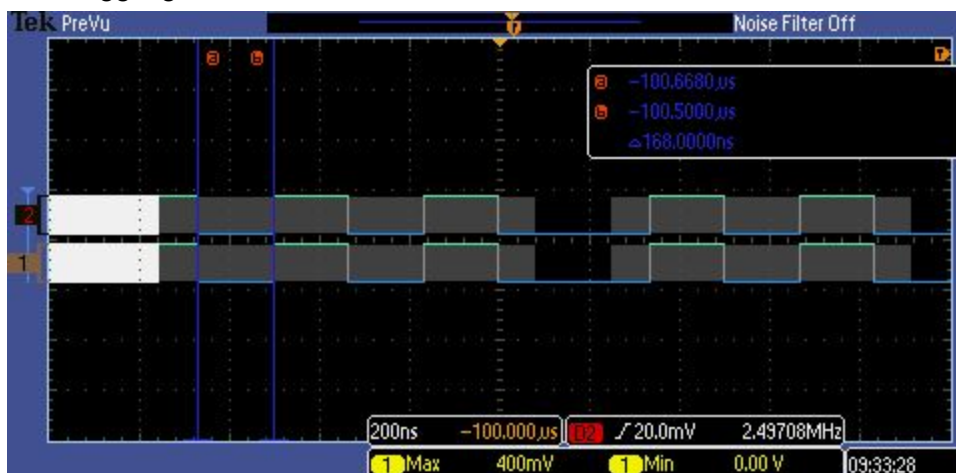 Tek PreVu Noise Filter Off
a b
a -100.6680µs
b -100.5000µs
△168.0000ns
2
1
200ns -100.000µs D2 20.0mV 2.49708MHz
1 Max 400mV 1 Min 0.00 V 09:33:28